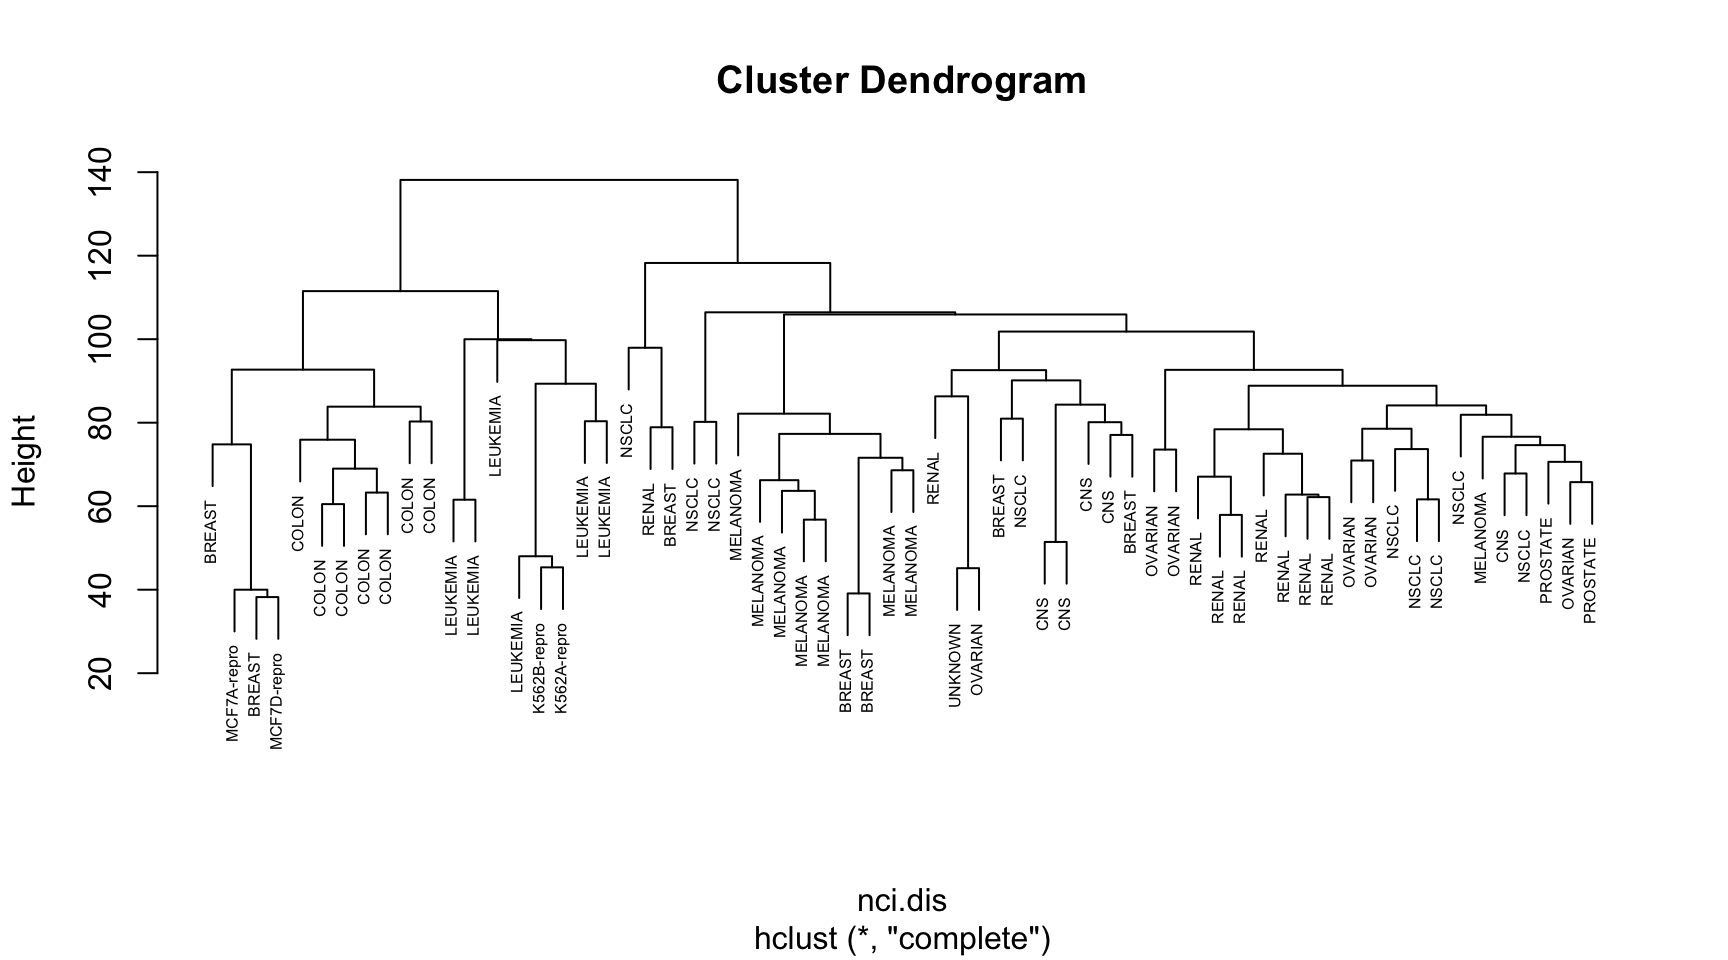 Cluster Dendrogram
Height
140
120
100
80
60
40
20
BREAST
MCF7A-repro
BREAST
MCF7D-repro
COLON
COLON
COLON
COLON
COLON
COLON
COLON
LEUKEMIA
LEUKEMIA
LEUKEMIA
LEUKEMIA
K562B-repro
K562A-repro
LEUKEMIA
LEUKEMIA
NSCLC
RENAL
BREAST
NSCLC
NSCLC
MELANOMA
MELANOMA
MELANOMA
MELANOMA
MELANOMA
BREAST
BREAST
MELANOMA
MELANOMA
RENAL
UNKNOWN
OVARIAN
BREAST
NSCLC
CNS
CNS
CNS
CNS
BREAST
OVARIAN
OVARIAN
RENAL
RENAL
RENAL
RENAL
RENAL
RENAL
RENAL
OVARIAN
OVARIAN
NSCLC
NSCLC
NSCLC
NSCLC
MELANOMA
CNS
NSCLC
PROSTATE
OVARIAN
PROSTATE
nci.dis
hclust (*, "complete")